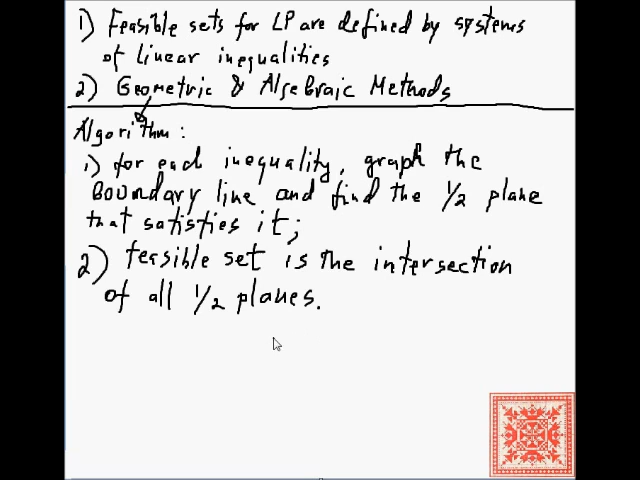 1) Feasible sets for LP are defined by systems
of linear inequalities
2) Geometric & Algebraic Methods
Algorithm:
1) for each inequality, graph the
Boundary line and find the 1/2 plane
that satisfies it;
2) feasible set is the intersection
of all 1/2 planes.